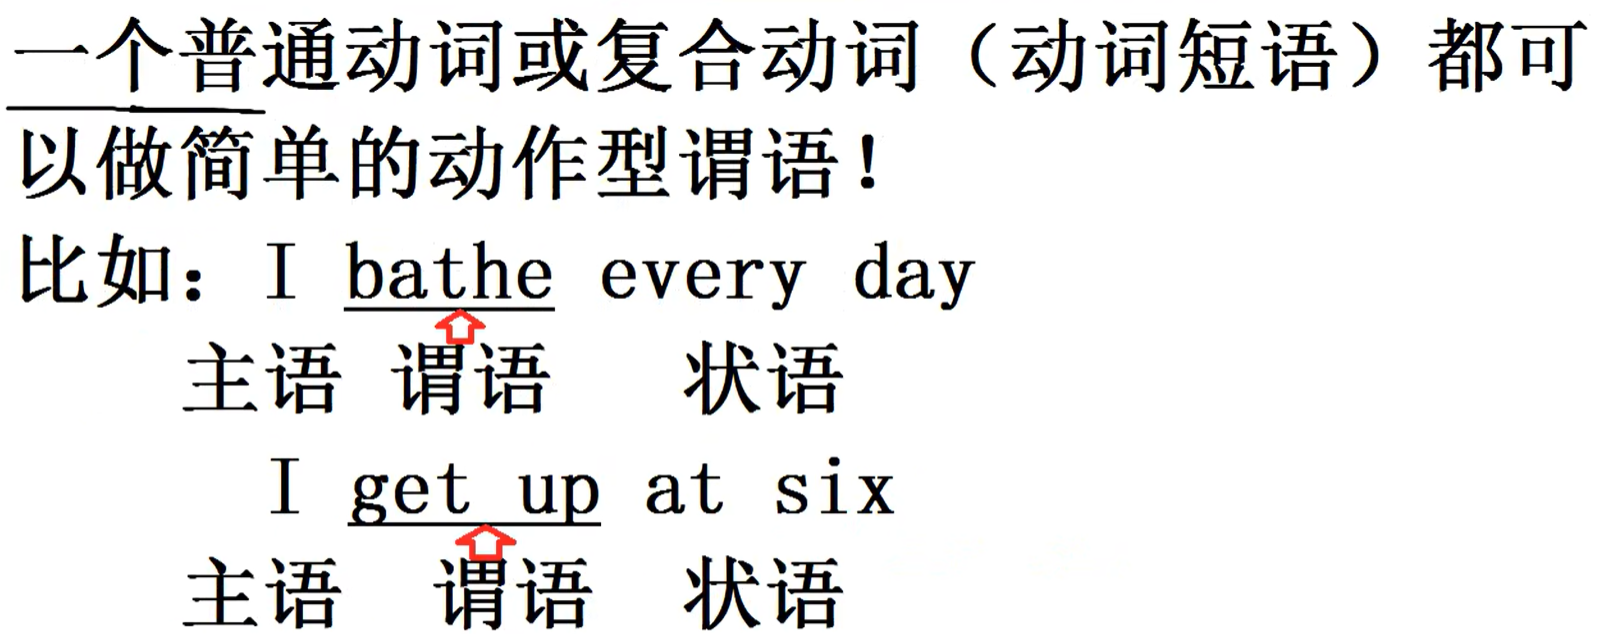 一个普通动词或复合动词（动词短语）都可
以做简单的动作型谓语！
比如：I bathe every day
主语 谓语 状语
I get up at six
主语 谓语 状语